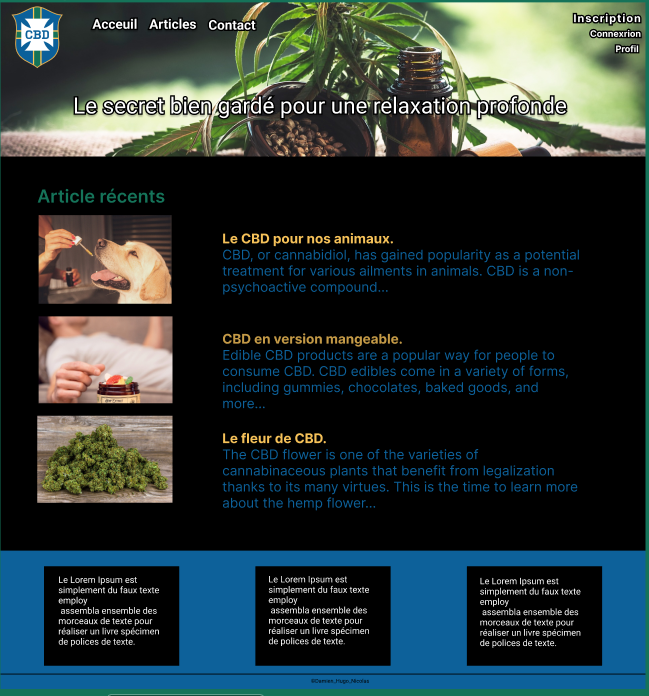 CBD
Acceuil Articles Contact
Inscription
Connexrion
Profil
Le secret bien gardé pour une rélaxation profonde
Article récents
Le CBD pour nos animaux.
CBD, or cannabidiol, has gained popularity as a potential
treatment for various ailments in animals. CBD is a non-
psychoactive compound...
CBD en version mangeable.
Edible CBD products are a popular way for people to
consume CBD. CBD edibles come in a variety of forms,
including gummies, chocolates, baked goods, and
more...
Le fleur de CBD.
The CBD flower is one of the varieties of
cannabinaceous plants that benefit from legalization
thanks to its many virtues. This is the time to learn more
about the hemp flower...
Le Lorem Ipsum est
simplement du faux texte
employ
assembla ensemble des
morceaux de texte pour
réaliser un livre spécimen
de polices de texte.
Le Lorem Ipsum est
simplement du faux texte
employ
assembla ensemble des
morceaux de texte pour
réaliser un livre spécimen
de polices de texte.
Le Lorem Ipsum est
simplement du faux texte
employ
assembla ensemble des
morceaux de texte pour
réaliser un livre spécimen
de polices de texte.